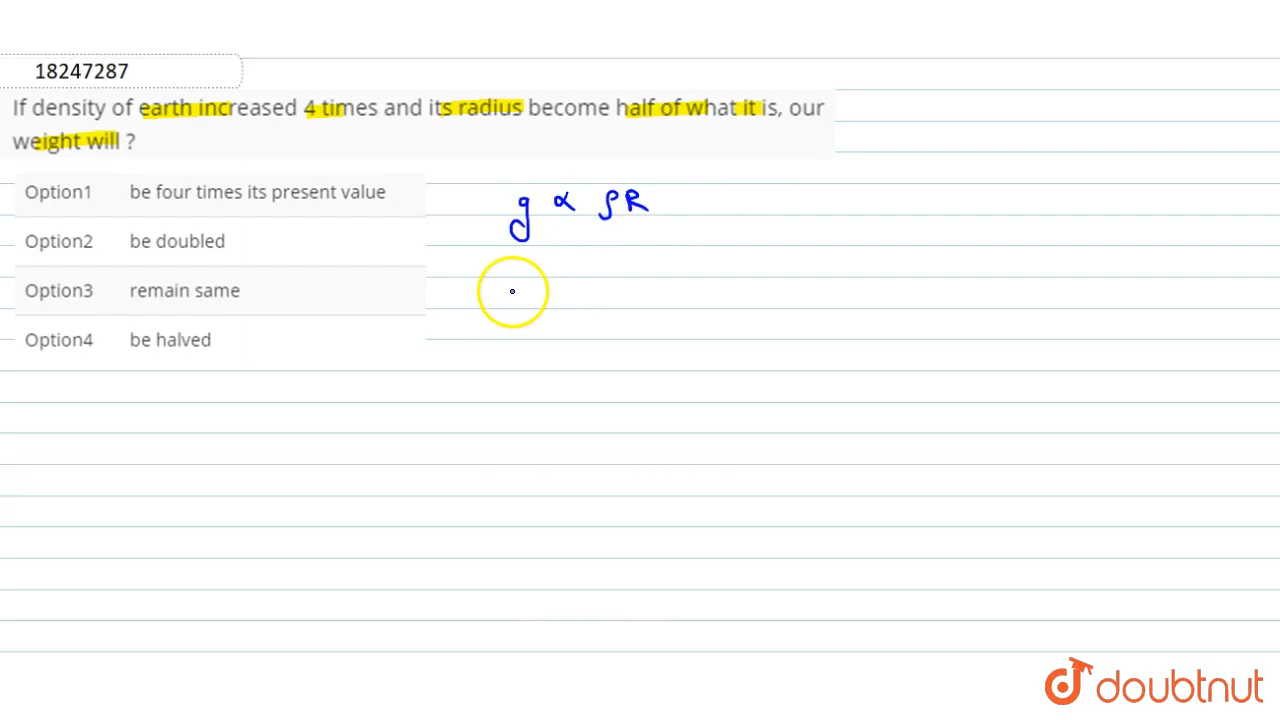 18247287
If density of earth increased 4 times and its radius become half of what it is, our
weight will ?
Option1 be four times its present value
Option2 be doubled
Option3 remain same
Option4 be halved
g ∝ ρR
doubtnut